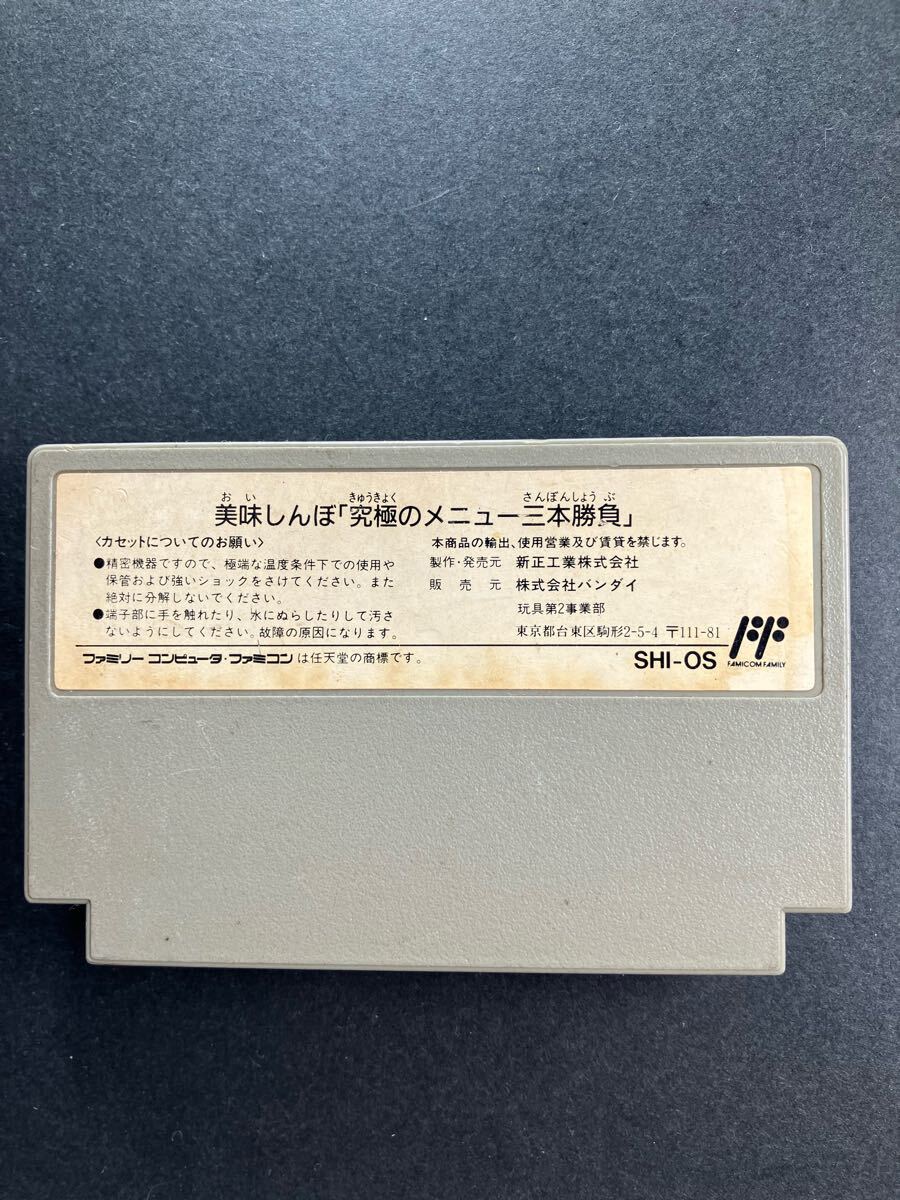 おい きゅうきょく さんぼんしょうぶ
美味しんぼ「究極のメニュー三本勝負」
〈カセットについてのお願い〉
●精密機器ですので、極端な温度条件下での使用や
保管および強いショックをさけてください。また
絶対に分解しないでください。
●端子部に手を触れたり、水にぬらしたりして汚さ
ないようにしてください。故障の原因になります。
本商品の輸出、使用営業及び賃貸を禁じます。
製作・発売元 新正工業株式会社
販売元 株式会社バンダイ
玩具第2事業部
東京都台東区駒形2-5-4 〒111-81
ファミリーコンピュータ・ファミコンは任天堂の商標です。
SHI-OS
FF
FAMICOM FAMILY